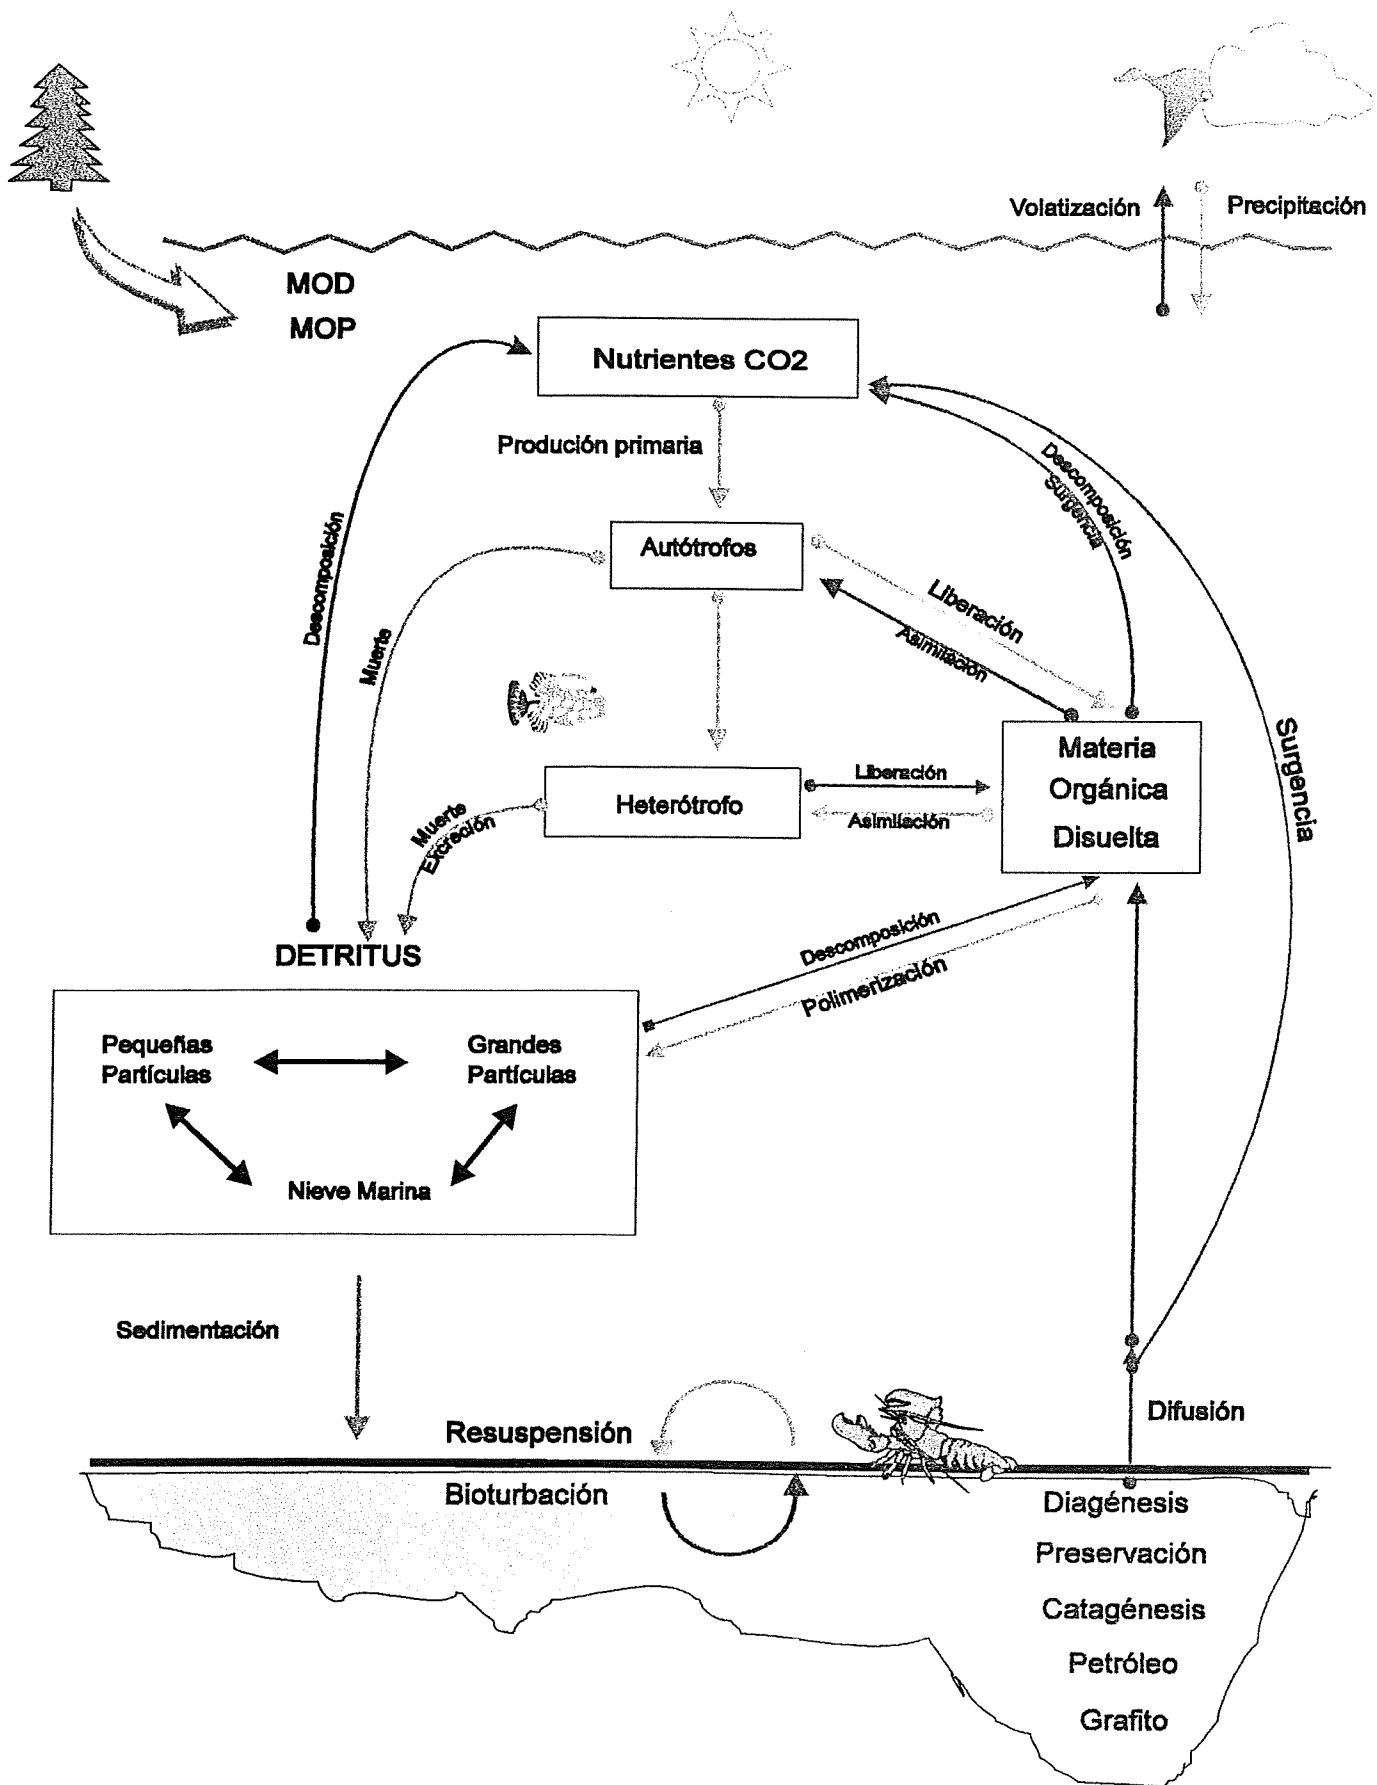 Volatización
Precipitación
MOD
MOP
Nutrientes CO2
Produción primaria
Descomposición
Surgencia
Autótrofos
Descomposición
Liberación
Muerte
Asimilación
Surgencia
Materia
Orgánica
Disuelta
Liberación
Heterótrofo
Asimilación
Muerte
Excreción
DETRITUS
Descomposición
Polimerización
Pequeñas
Partículas
Grandes
Partículas
Nieve Marina
Sedimentación
Difusión
Resuspensión
Bioturbación
Diagénesis
Preservación
Catagénesis
Petróleo
Grafito